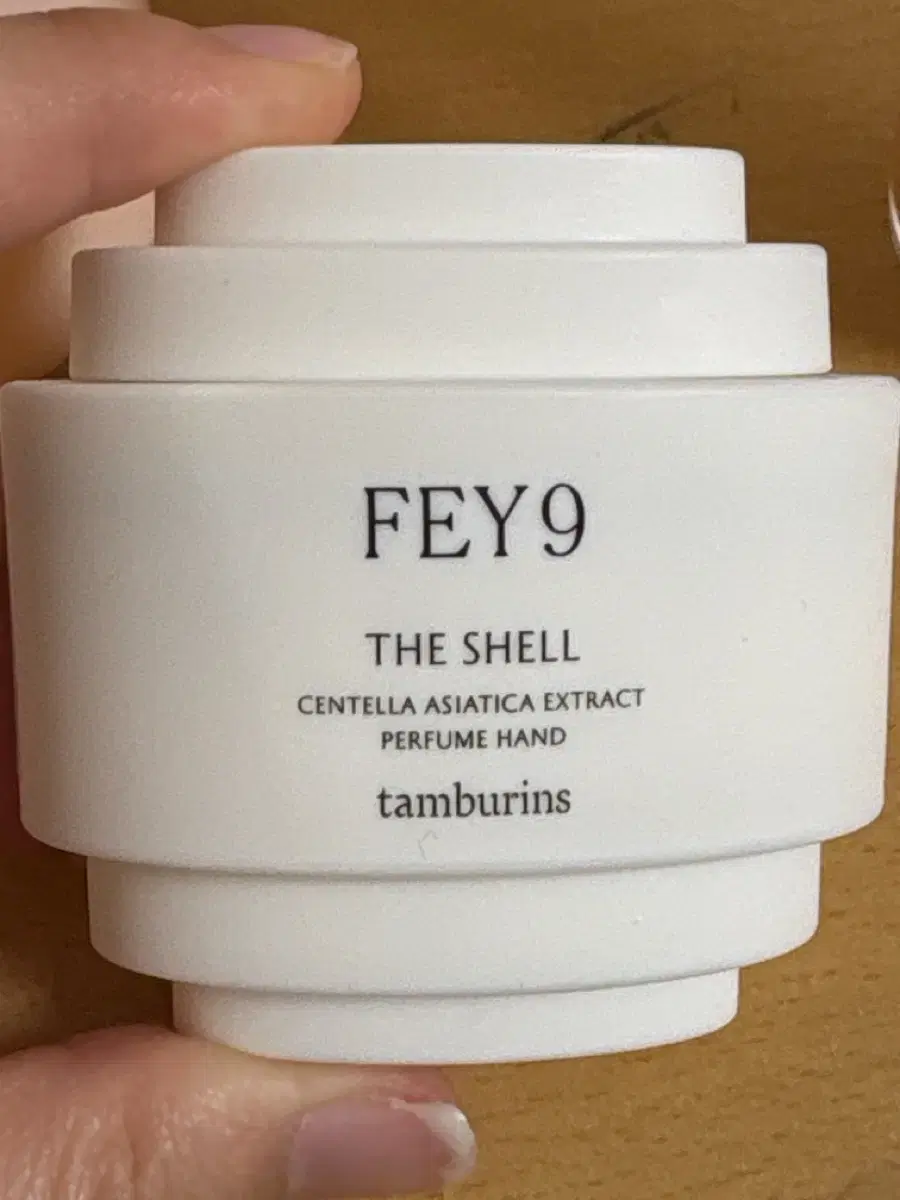 FEY9
THE SHELL
CENTELLA ASIATICA EXTRACT
PERFUME HAND
tamburins